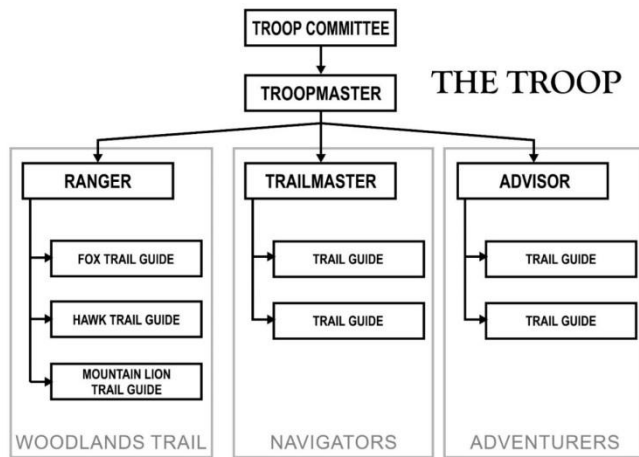 TROOP COMMITTEE
THE TROOP
TROOPMASTER
RANGER
FOX TRAIL GUIDE
HAWK TRAIL GUIDE
MOUNTAIN LION
TRAIL GUIDE
WOODLANDS TRAIL
TRAILMASTER
TRAIL GUIDE
TRAIL GUIDE
NAVIGATORS
ADVISOR
TRAIL GUIDE
TRAIL GUIDE
ADVENTURERS